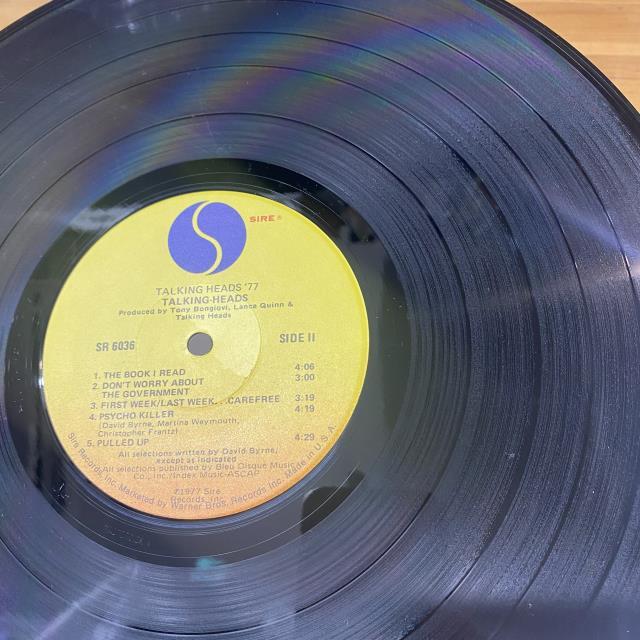 SIRE®
TALKING HEADS '77
TALKING·HEADS
Produced by Tony Bongiovi, Lance Quinn &
Talking Heads
SR 6036
SIDE II
1. THE BOOK I READ 4:06
2. DON'T WORRY ABOUT 3:00
THE GOVERNMENT
3. FIRST WEEK/LAST WEEK...CAREFREE 3:19
4. PSYCHO KILLER 4:19
(David Byrne, Martina Weymouth,
Christopher Frantz)
5. PULLED UP 4:29
All selections written by David Byrne,
except as indicated
All selections published by Bleu Disque Music
Co., Inc./Index Music-ASCAP
©1977 Sire
Records, Inc.
Sire Records, Inc. Marketed by Warner Bros. Records Inc. Made in U.S.A.